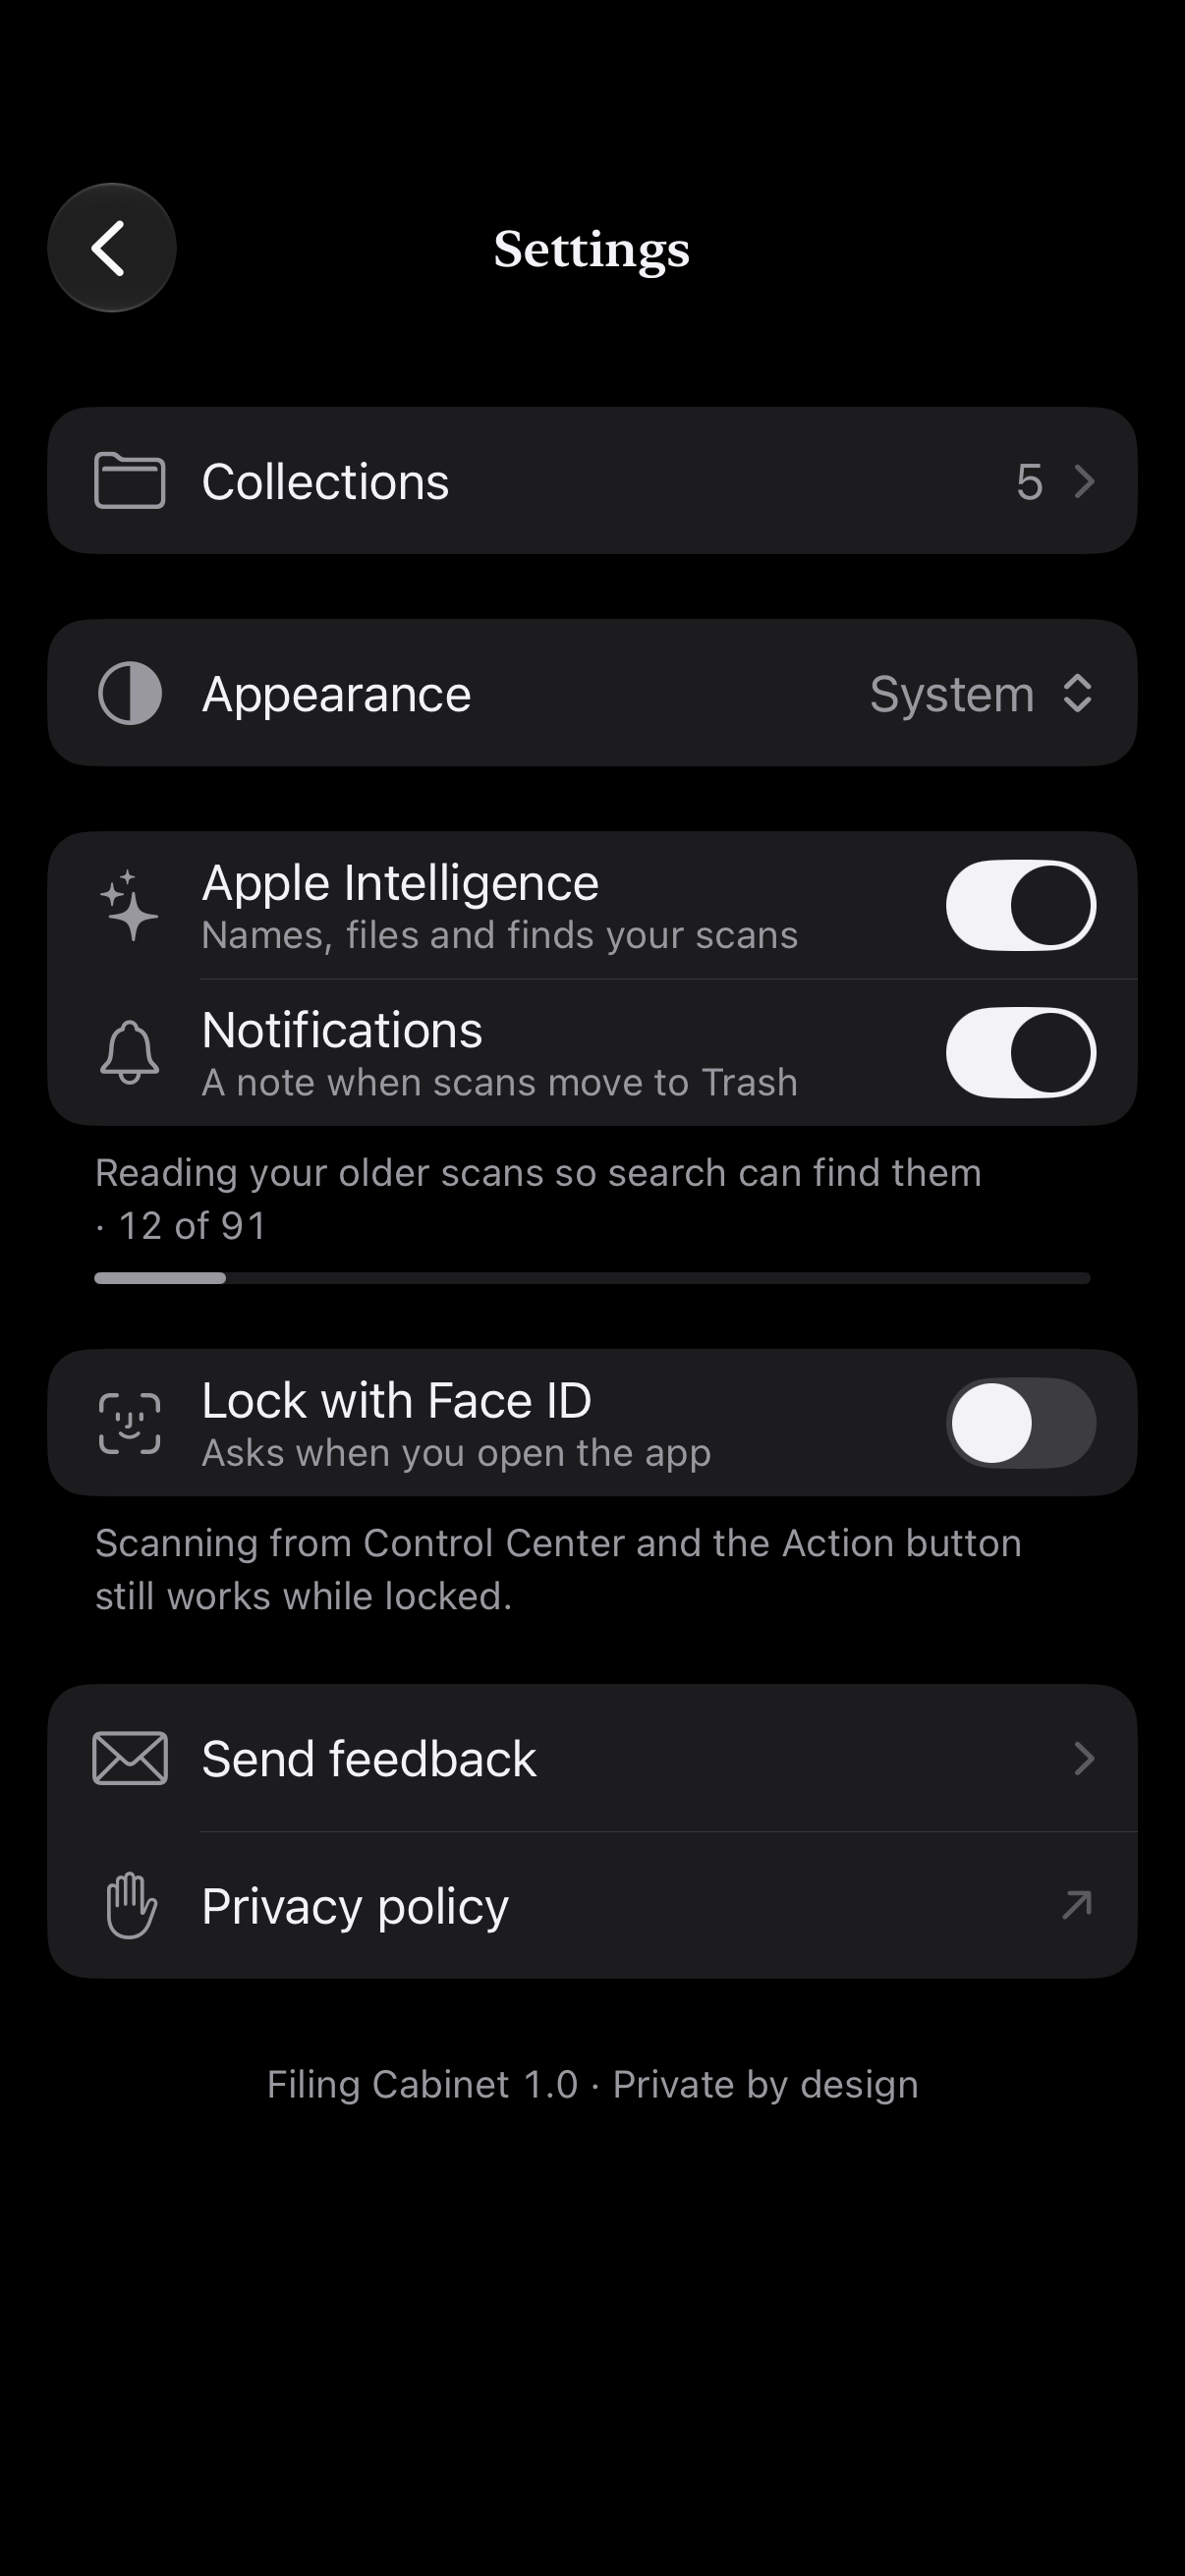 Settings
Collections 5
Appearance System
Apple Intelligence
Names, files and finds your scans
Notifications
A note when scans move to Trash
Reading your older scans so search can find them
· 12 of 91
Lock with Face ID
Asks when you open the app
Scanning from Control Center and the Action button
still works while locked.
Send feedback
Privacy policy
Filing Cabinet 1.0 · Private by design